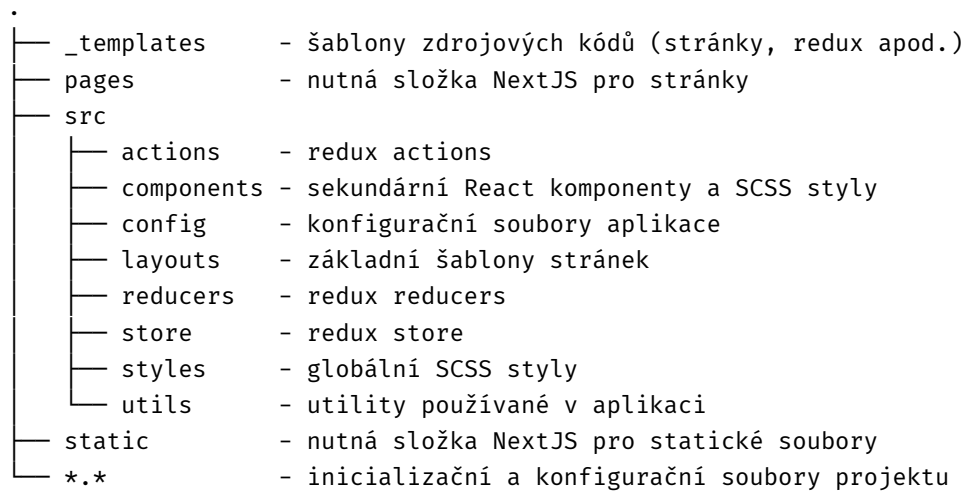 .
├── _templates      - šablony zdrojových kódů (stránky, redux apod.)
├── pages           - nutná složka NextJS pro stránky
├── src
│   ├── actions     - redux actions
│   ├── components - sekundární React komponenty a SCSS styly
│   ├── config      - konfigurační soubory aplikace
│   ├── layouts     - základní šablony stránek
│   ├── reducers    - redux reducers
│   ├── store       - redux store
│   ├── styles      - globální SCSS styly
│   └── utils       - utility používané v aplikaci
├── static          - nutná složka NextJS pro statické soubory
└── *.*             - inicializační a konfigurační soubory projektu